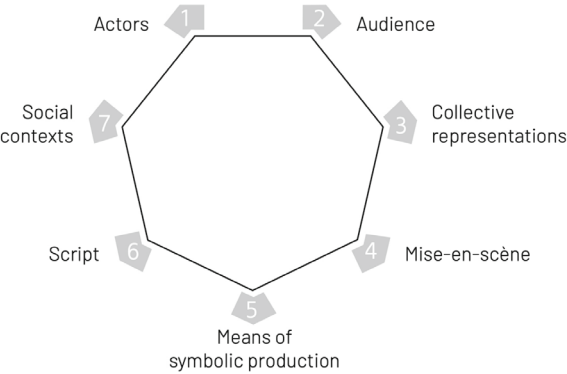 1
Actors
2
Audience
3
Collective
representations
4
Mise-en-scène
5
Means of
symbolic production
6
Script
7
Social
contexts